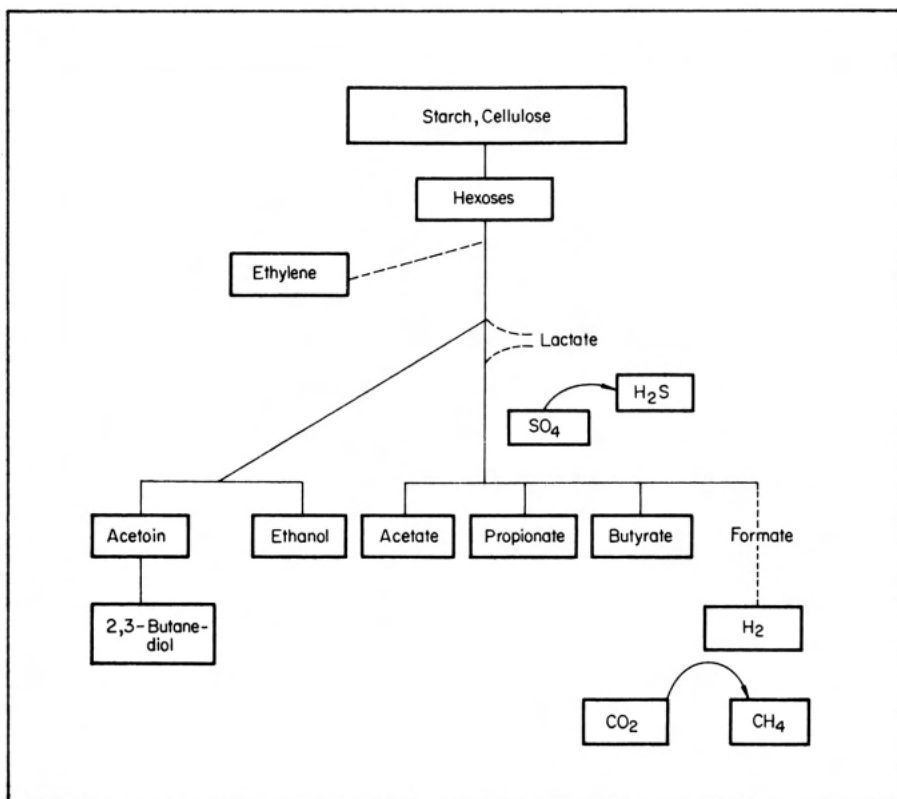 Starch, Cellulose
Hexoses
Ethylene
Lactate
H₂S
SO₄
Acetoin
Ethanol
Acetate
Propionate
Butyrate
Formate
2,3-Butane-
diol
H₂
CO₂
CH₄